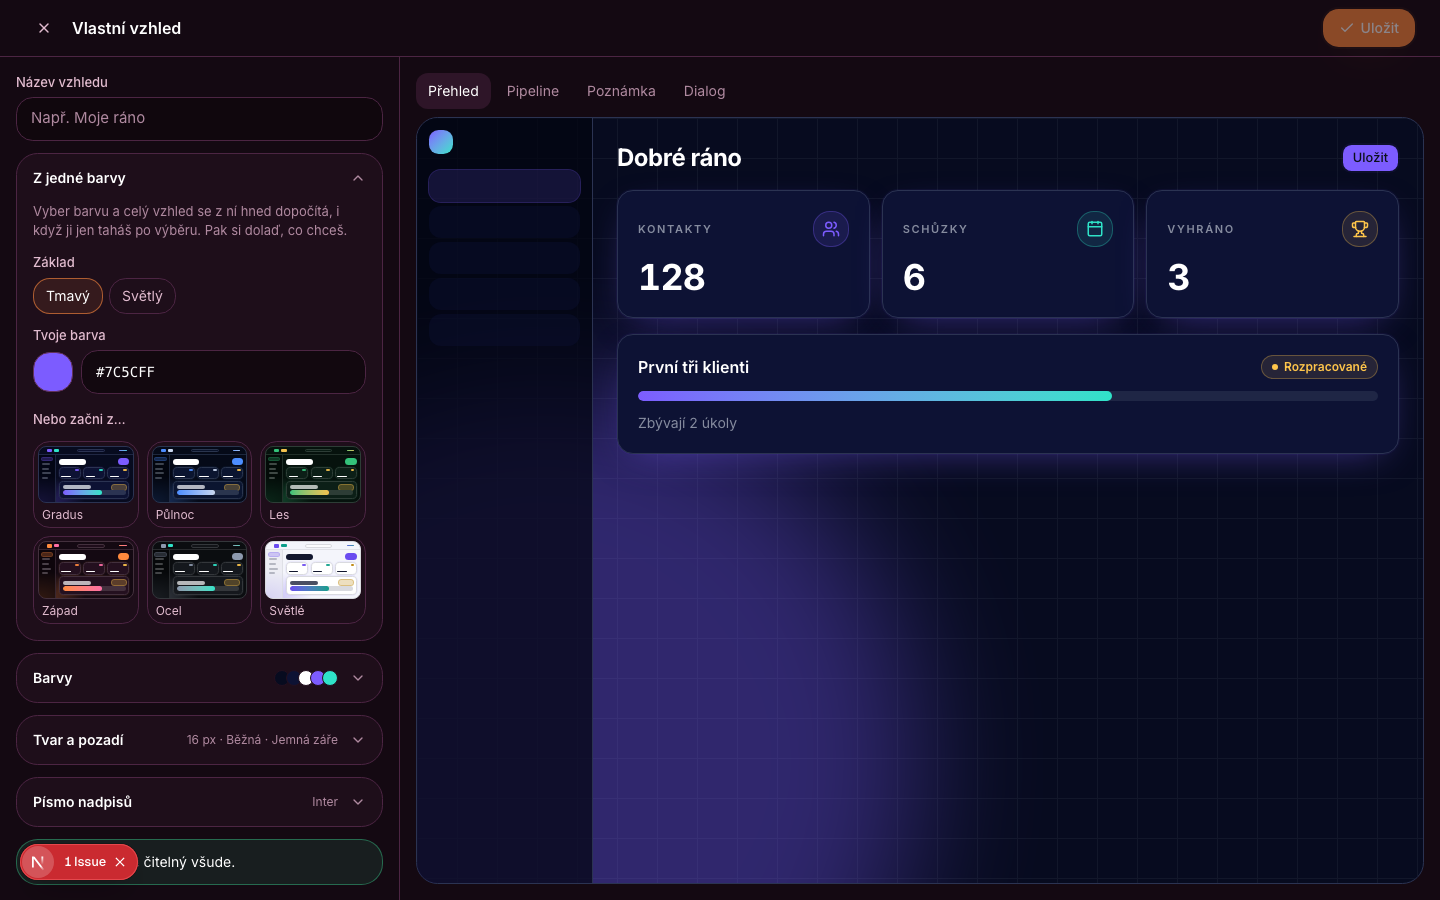 Vlastní vzhled
Uložit
Název vzhledu
Např. Moje ráno
Z jedné barvy
Vyber barvu a celý vzhled se z ní hned dopočítá, i
když ji jen taháš po výběru. Pak si dolaď, co chceš.
Základ
Tmavý
Světlý
Tvoje barva
#7C5CFF
Nebo začni z...
Gradus
Půlnoc
Les
Západ
Ocel
Světlé
Barvy
Tvar a pozadí
16 px · Běžná · Jemná záře
Písmo nadpisů
Inter
N
1 Issue
čitelný všude.
Přehled
Pipeline
Poznámka
Dialog
Dobré ráno
Uložit
KONTAKTY
128
SCHŮZKY
6
VYHRÁNO
3
První tři klienti
Rozpracované
Zbývají 2 úkoly